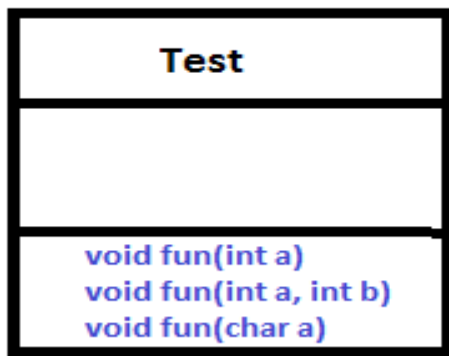 Test
void fun(int a)
void fun(int a, int b)
void fun(char a)